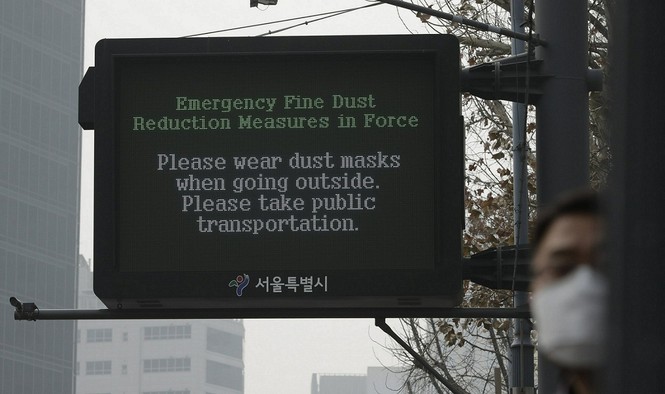 Emergency Fine Dust
Reduction Measures in Force
Please wear dust masks
when going outside.
Please take public
transportation.
서울특별시